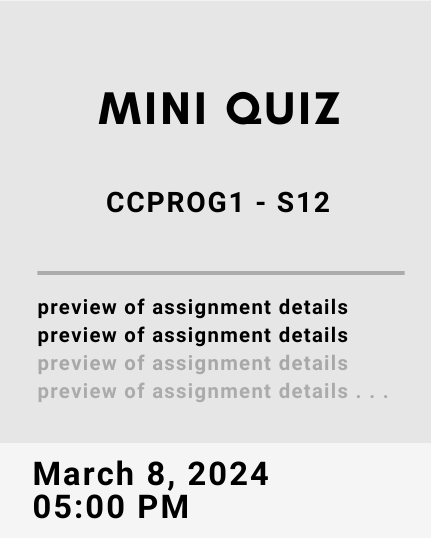 MINI QUIZ
CCPROG1 - S12
preview of assignment details
preview of assignment details
preview of assignment details
preview of assignment details . . .
March 8, 2024
05:00 PM